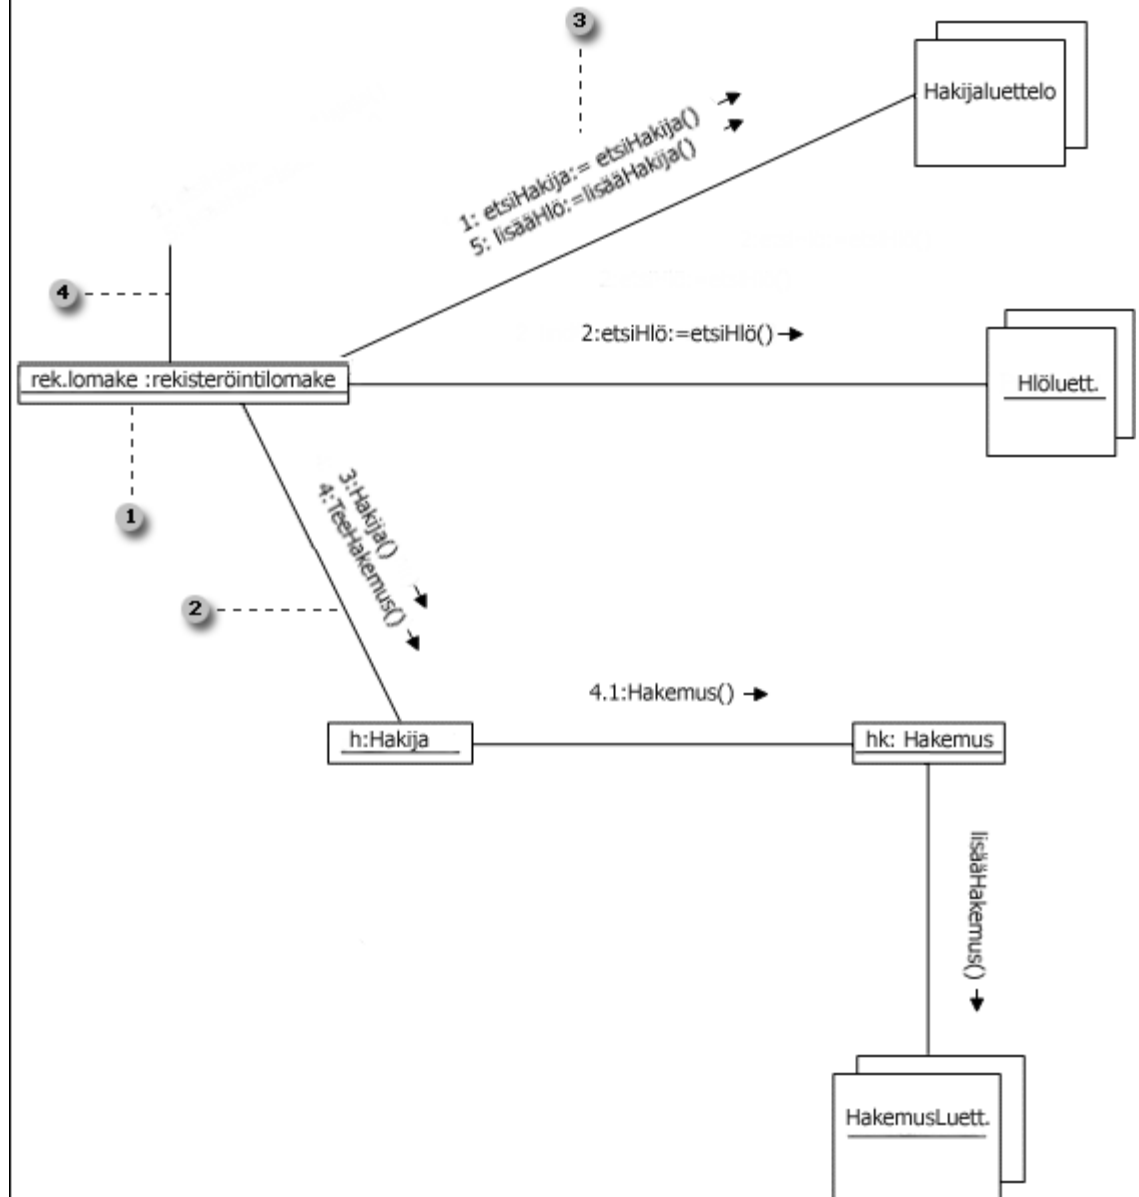 3
Hakijaluettelo
1: etsiHakija:= etsiHakija()
5: lisääHlö:=lisääHakija()
4
2:etsiHlö:=etsiHlö()
rek.lomake :rekisteröintilomake
Hlöluett.
1
3:Hakija()
4:TeeHakemus()
2
4.1:Hakemus()
h:Hakija
hk: Hakemus
lisääHakemus()
HakemusLuett.